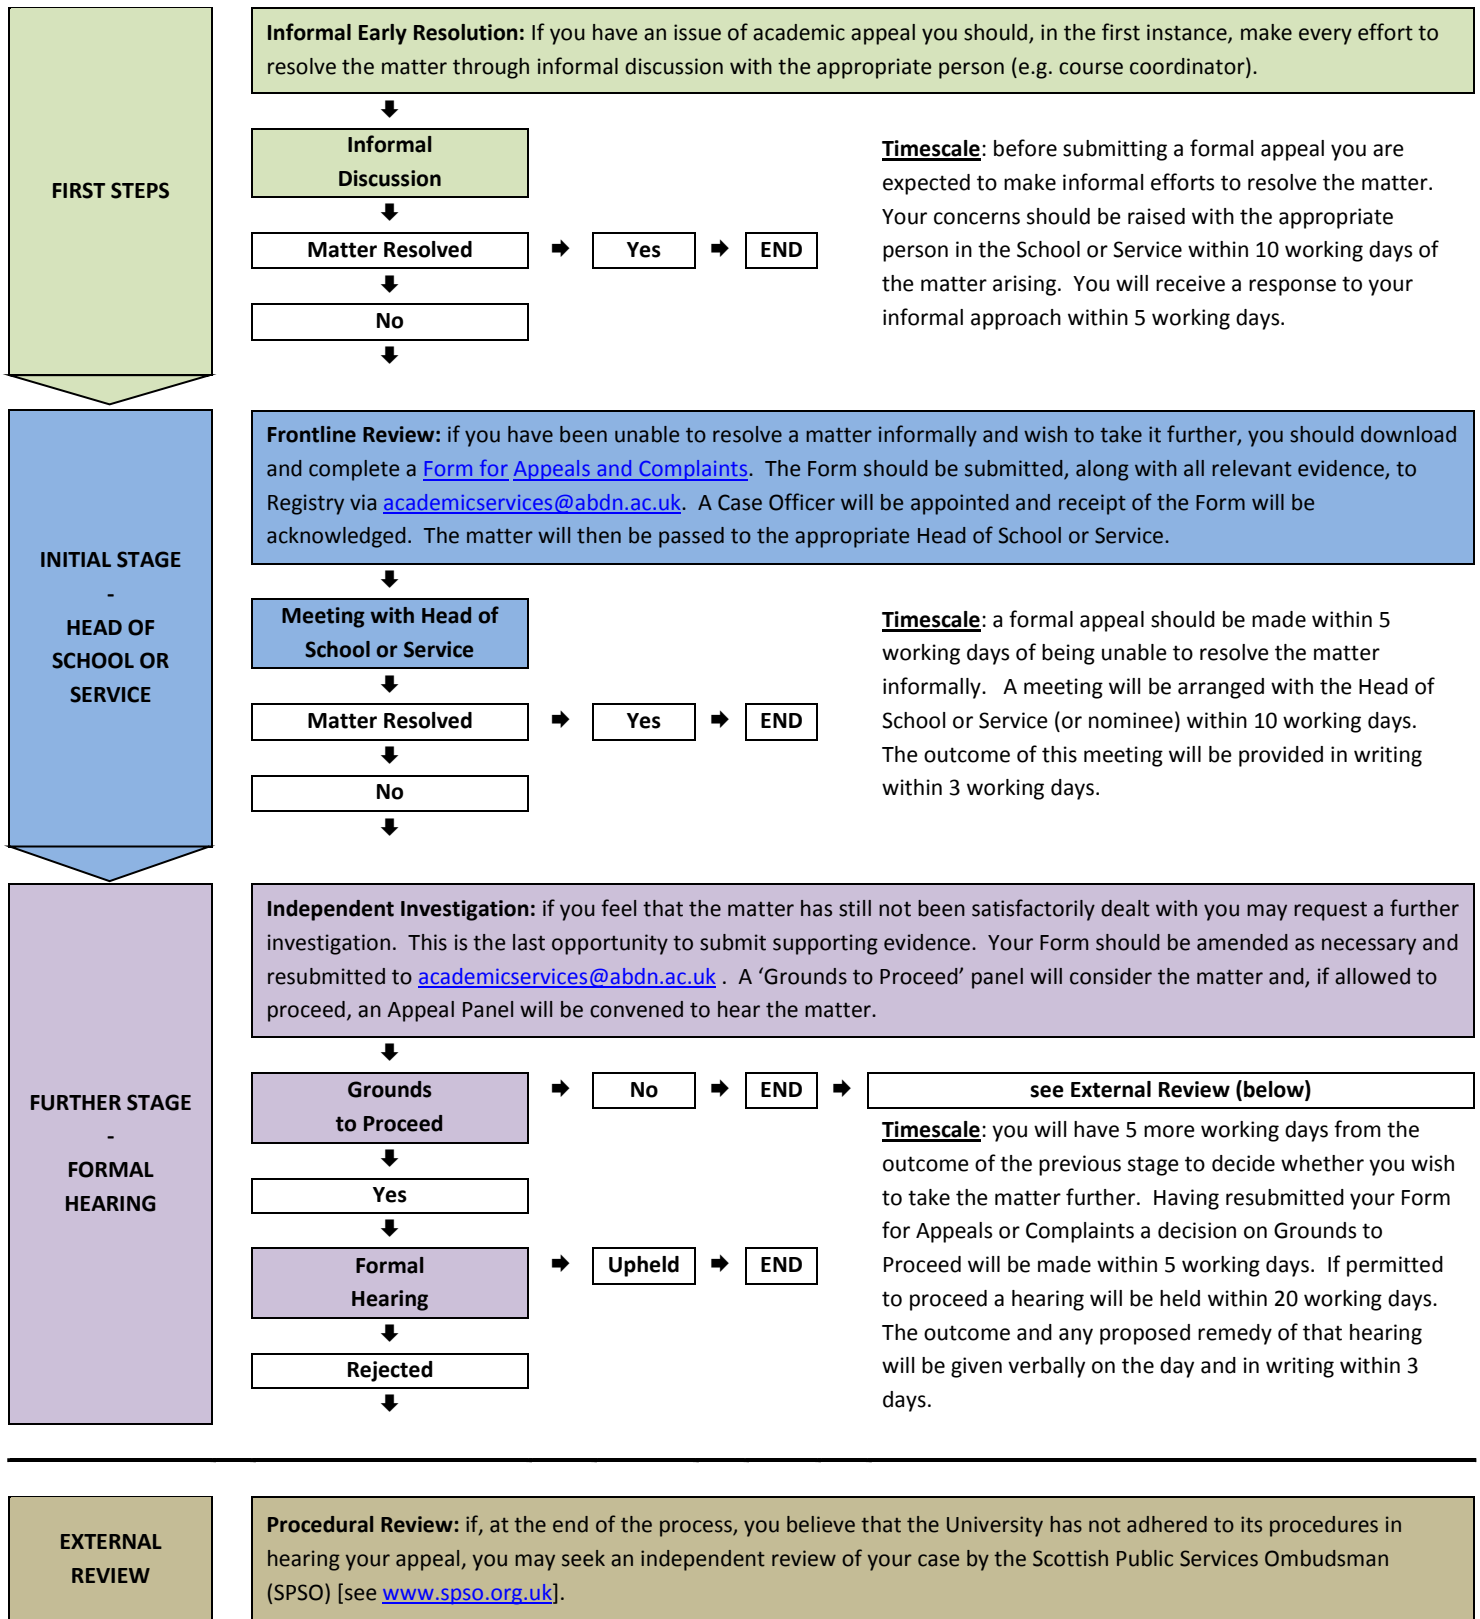 FIRST STEPS
Informal Early Resolution: If you have an issue of academic appeal you should, in the first instance, make every effort to
resolve the matter through informal discussion with the appropriate person (e.g. course coordinator).
Informal
Discussion
Matter Resolved
Yes
END
No
Timescale: before submitting a formal appeal you are
expected to make informal efforts to resolve the matter.
Your concerns should be raised with the appropriate
person in the School or Service within 10 working days of
the matter arising. You will receive a response to your
informal approach within 5 working days.
INITIAL STAGE
-
HEAD OF
SCHOOL OR
SERVICE
Frontline Review: if you have been unable to resolve a matter informally and wish to take it further, you should download
and complete a Form for Appeals and Complaints. The Form should be submitted, along with all relevant evidence, to
Registry via academicservices@abdn.ac.uk. A Case Officer will be appointed and receipt of the Form will be
acknowledged. The matter will then be passed to the appropriate Head of School or Service.
Meeting with Head of
School or Service
Matter Resolved
Yes
END
No
Timescale: a formal appeal should be made within 5
working days of being unable to resolve the matter
informally. A meeting will be arranged with the Head of
School or Service (or nominee) within 10 working days.
The outcome of this meeting will be provided in writing
within 3 working days.
FURTHER STAGE
-
FORMAL
HEARING
Independent Investigation: if you feel that the matter has still not been satisfactorily dealt with you may request a further
investigation. This is the last opportunity to submit supporting evidence. Your Form should be amended as necessary and
resubmitted to academicservices@abdn.ac.uk . A ‘Grounds to Proceed’ panel will consider the matter and, if allowed to
proceed, an Appeal Panel will be convened to hear the matter.
Grounds
to Proceed
No
END
see External Review (below)
Yes
Formal
Hearing
Upheld
END
Rejected
Timescale: you will have 5 more working days from the
outcome of the previous stage to decide whether you wish
to take the matter further. Having resubmitted your Form
for Appeals or Complaints a decision on Grounds to
Proceed will be made within 5 working days. If permitted
to proceed a hearing will be held within 20 working days.
The outcome and any proposed remedy of that hearing
will be given verbally on the day and in writing within 3
days.
EXTERNAL
REVIEW
Procedural Review: if, at the end of the process, you believe that the University has not adhered to its procedures in
hearing your appeal, you may seek an independent review of your case by the Scottish Public Services Ombudsman
(SPSO) [see www.spso.org.uk].